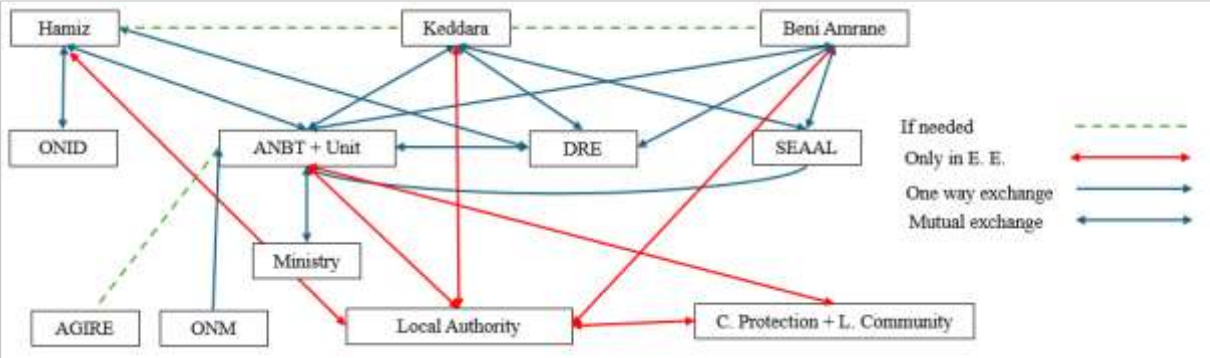 Hamiz
Keddara
Beni Amrane
ONID
ANBT + Unit
DRE
SEAAL
If needed
Only in E. E.
One way exchange
Mutual exchange
Ministry
AGIRE
ONM
Local Authority
C. Protection + L. Community